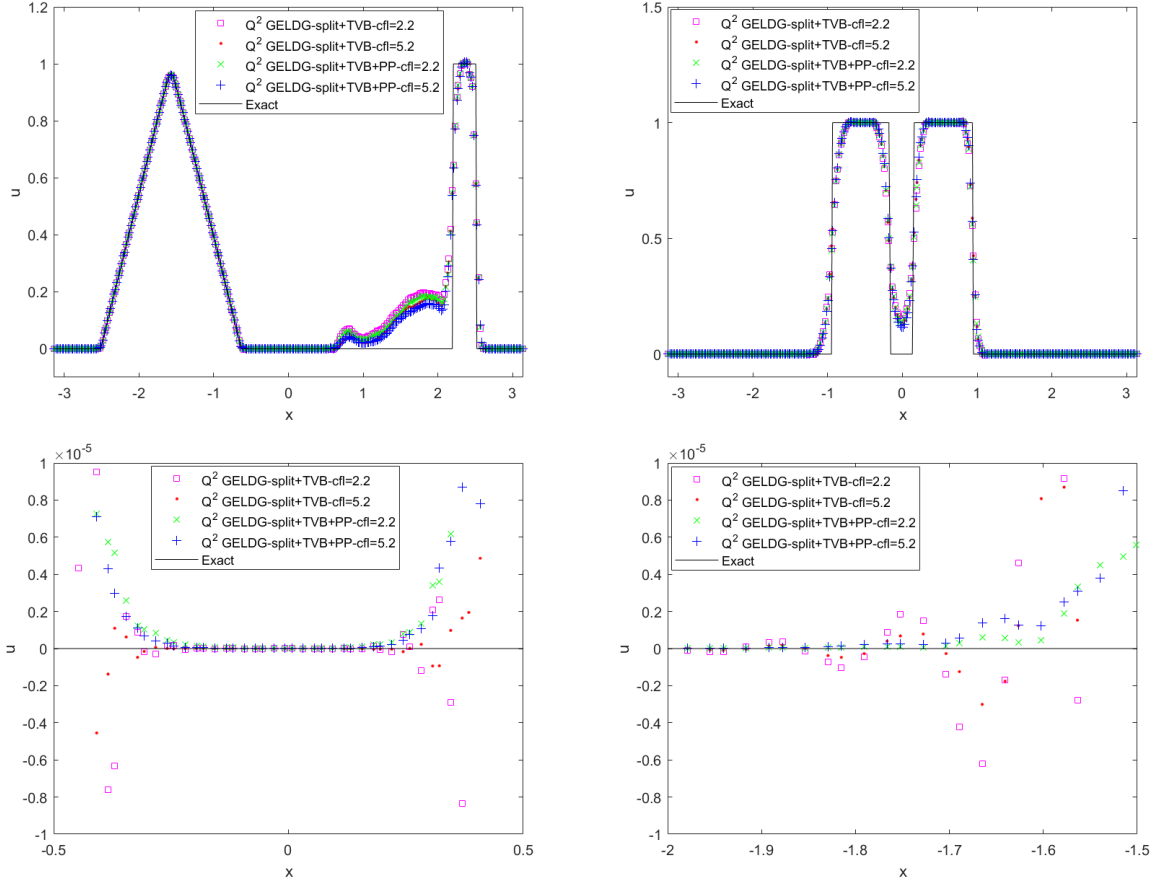 1.2
1
0.8
0.6
0.4
0.2
0
u
-3
-2
-1
0
1
2
3
x
Q² GELDG-split+TVB-cfl=2.2
Q² GELDG-split+TVB-cfl=5.2
Q² GELDG-split+TVB+PP-cfl=2.2
Q² GELDG-split+TVB+PP-cfl=5.2
Exact
1.5
1
0.5
0
u
-3
-2
-1
0
1
2
3
x
Q² GELDG-split+TVB-cfl=2.2
Q² GELDG-split+TVB-cfl=5.2
Q² GELDG-split+TVB+PP-cfl=2.2
Q² GELDG-split+TVB+PP-cfl=5.2
Exact
×10⁻⁵
1
0.8
0.6
0.4
0.2
0
-0.2
-0.4
-0.6
-0.8
-1
u
-0.5
0
0.5
x
Q² GELDG-split+TVB-cfl=2.2
Q² GELDG-split+TVB-cfl=5.2
Q² GELDG-split+TVB+PP-cfl=2.2
Q² GELDG-split+TVB+PP-cfl=5.2
Exact
×10⁻⁵
1
0.8
0.6
0.4
0.2
0
-0.2
-0.4
-0.6
-0.8
-1
u
-2
-1.9
-1.8
-1.7
-1.6
-1.5
x
Q² GELDG-split+TVB-cfl=2.2
Q² GELDG-split+TVB-cfl=5.2
Q² GELDG-split+TVB+PP-cfl=2.2
Q² GELDG-split+TVB+PP-cfl=5.2
Exact